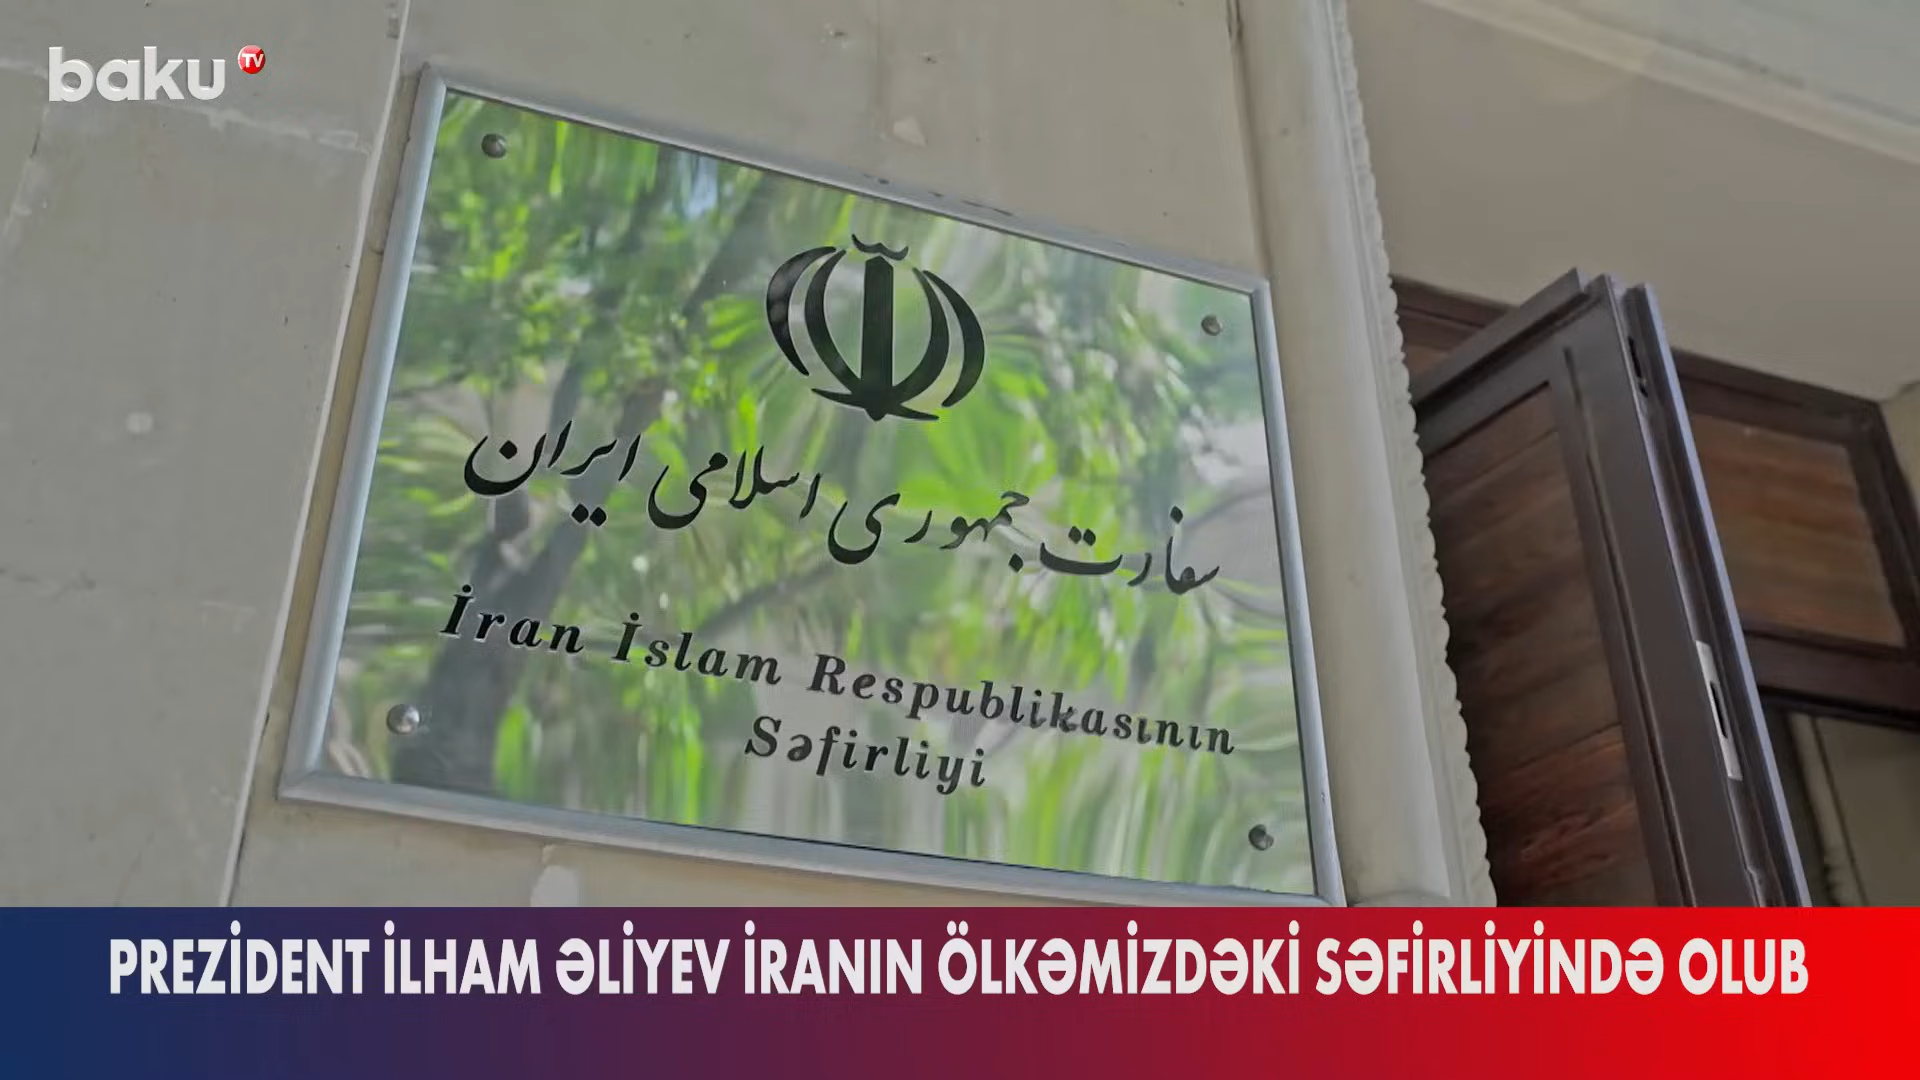 baku TV
سفارت جمهوری اسلامی ایران
İran İslam Respublikasının
Səfirliyi
PREZİDENT İLHAM ƏLİYEV İRANIN ÖLKƏMİZDƏKİ SƏFİRLİYİNDƏ OLUB